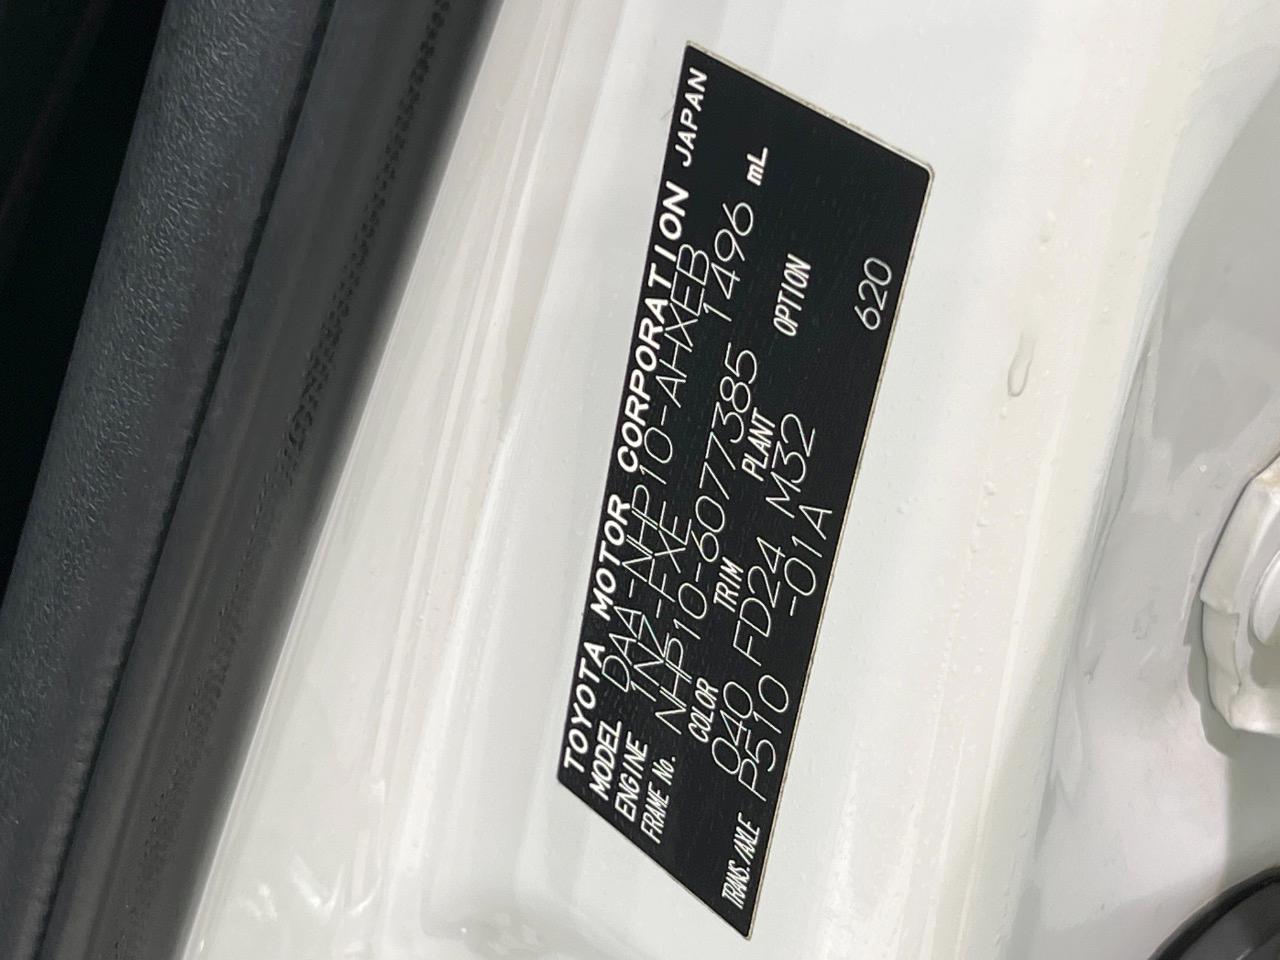 TOYOTA MOTOR CORPORATION JAPAN
MODEL DAA-NHP10-AHXEB
ENGINE 1NZ-FXE 1496 mL
FRAME No. NHP10-6077385
COLOR TRIM PLANT OPTION
040 FD24 M32
TRANS./AXLE P510 -01A 620